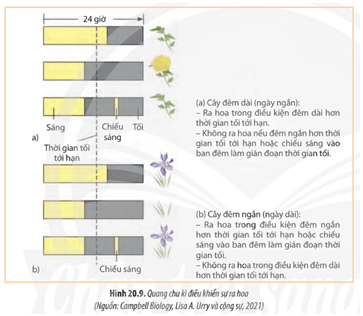 24 giờ
Sáng
Chiếu sáng
Tối
a)
Thời gian tối tới hạn
(a) Cây đêm dài (ngày ngắn):
– Ra hoa trong điều kiện đêm dài hơn
thời gian tối tới hạn.
– Không ra hoa nếu đêm ngắn hơn thời
gian tối tới hạn hoặc chiếu sáng vào
ban đêm làm gián đoạn thời gian tối.
(b) Cây đêm ngắn (ngày dài):
– Ra hoa trong điều kiện đêm ngắn
hơn thời gian tối tới hạn hoặc chiếu
sáng vào ban đêm làm gián đoạn thời
gian tối.
– Không ra hoa trong điều kiện đêm dài
hơn thời gian tối tới hạn.
b)
Chiếu sáng
Hình 20.9. Quang chu kì điều khiển sự ra hoa
(Nguồn: Campbell Biology, Lisa A. Urry và cộng sự, 2021)